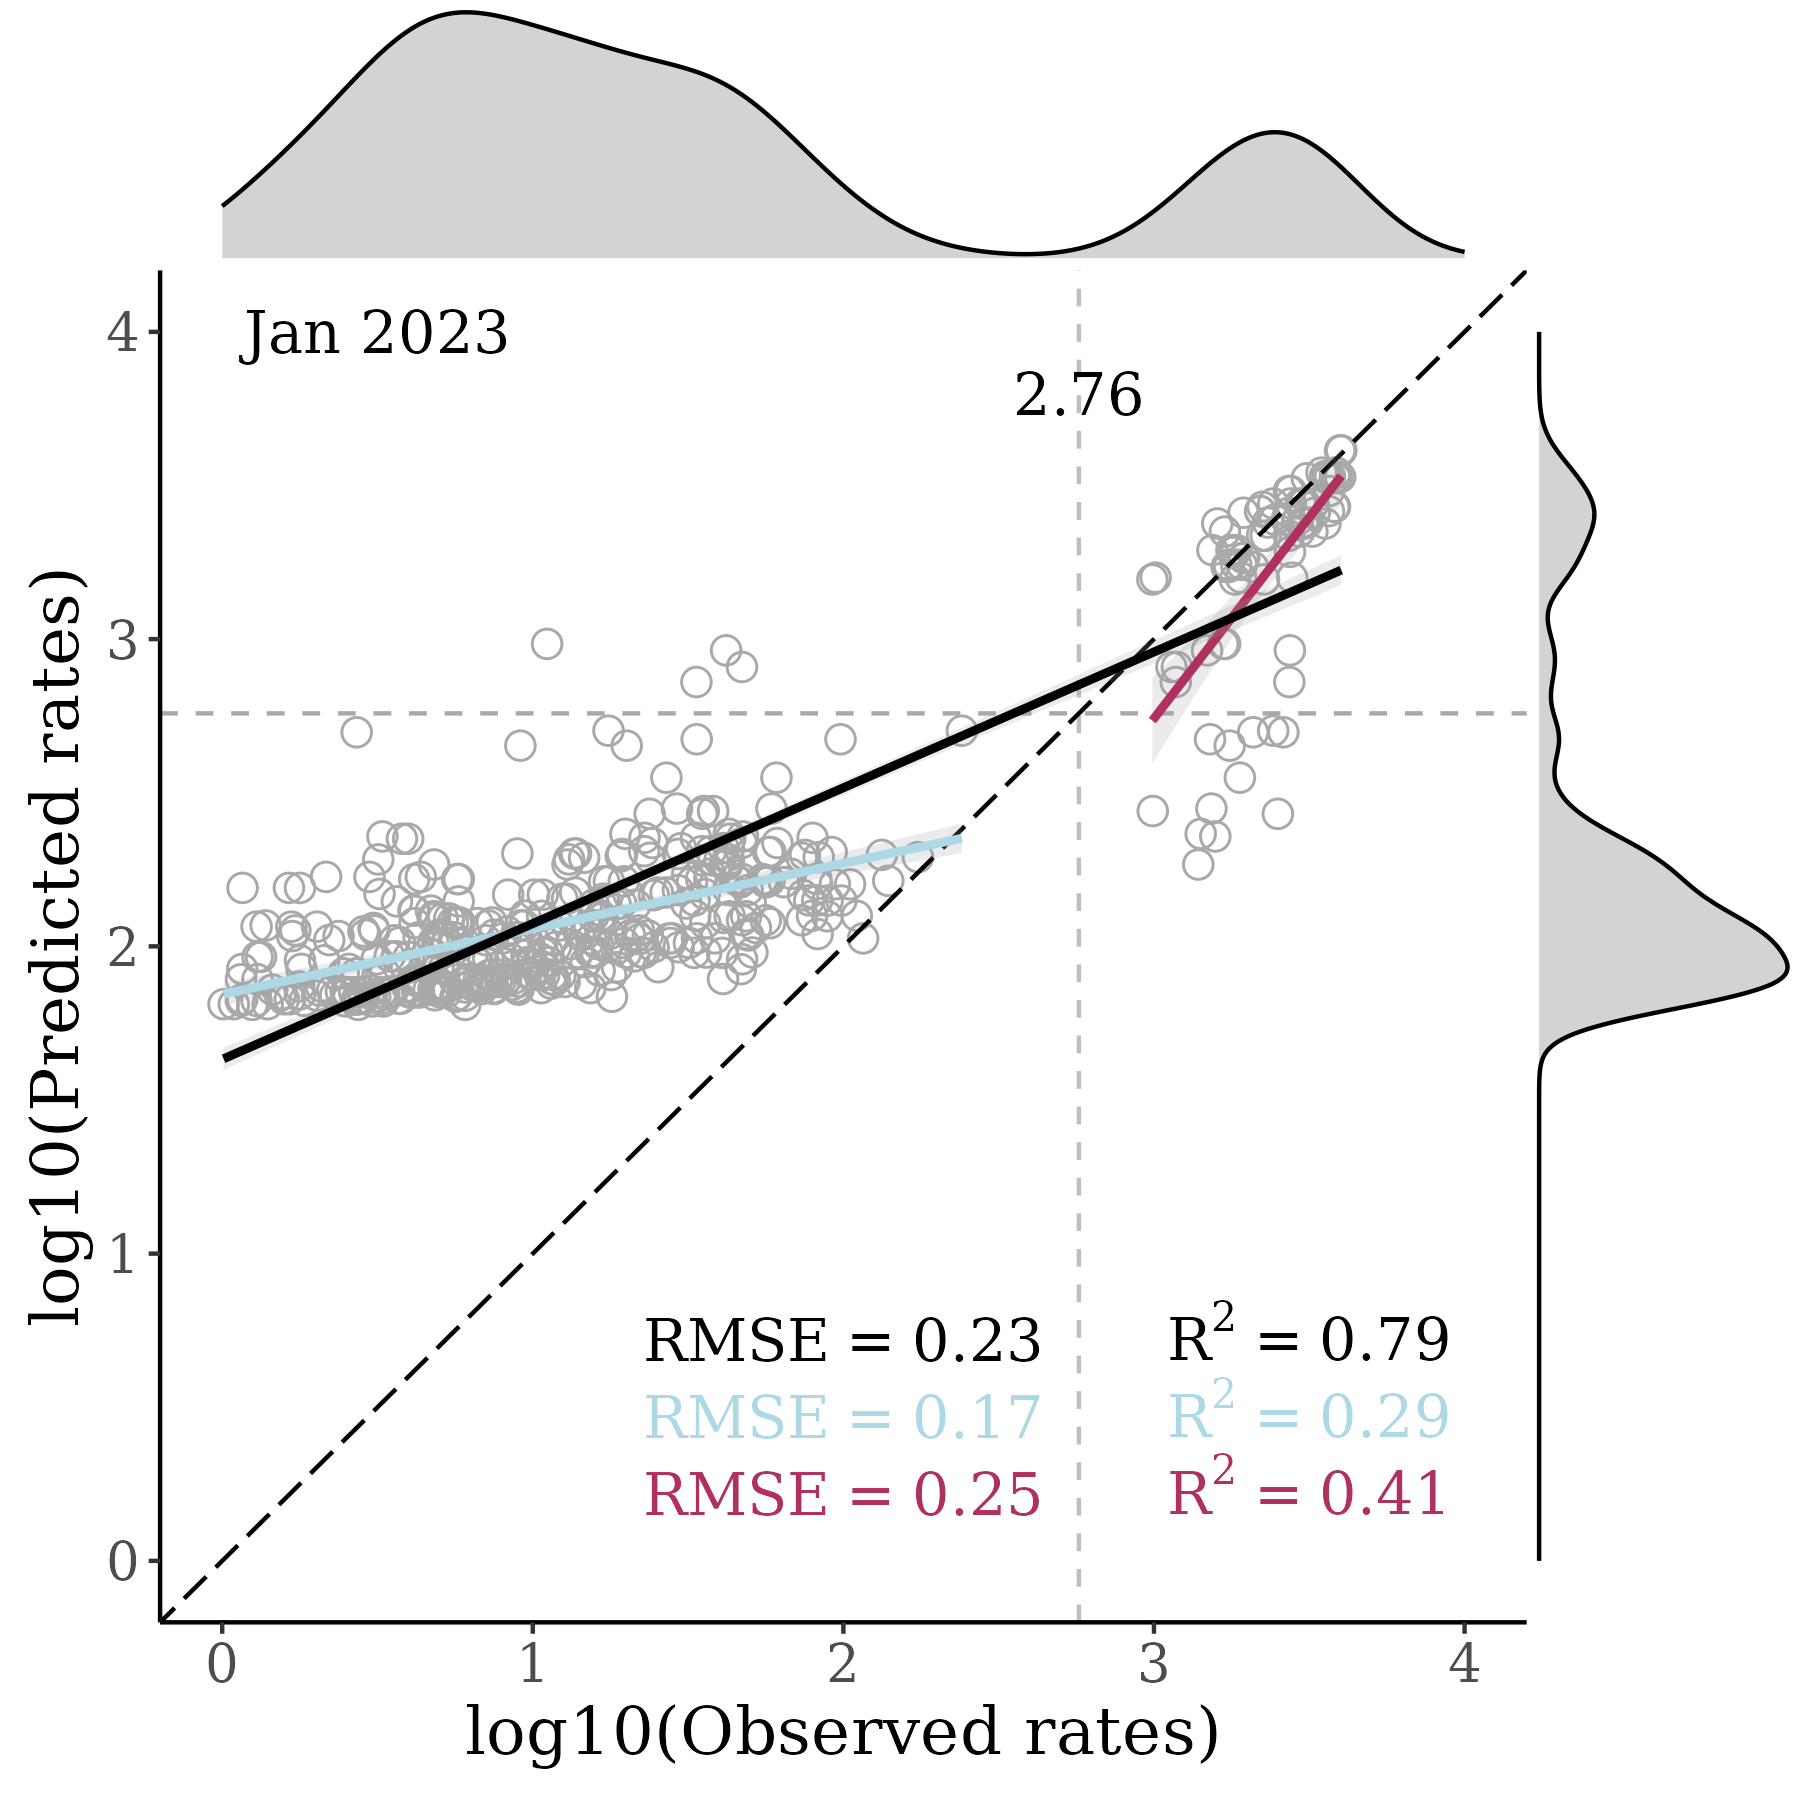 Jan 2023
2.76
4
3
2
1
0
log10(Predicted rates)
RMSE = 0.23 R² = 0.79
RMSE = 0.17 R² = 0.29
RMSE = 0.25 R² = 0.41
0 1 2 3 4
log10(Observed rates)